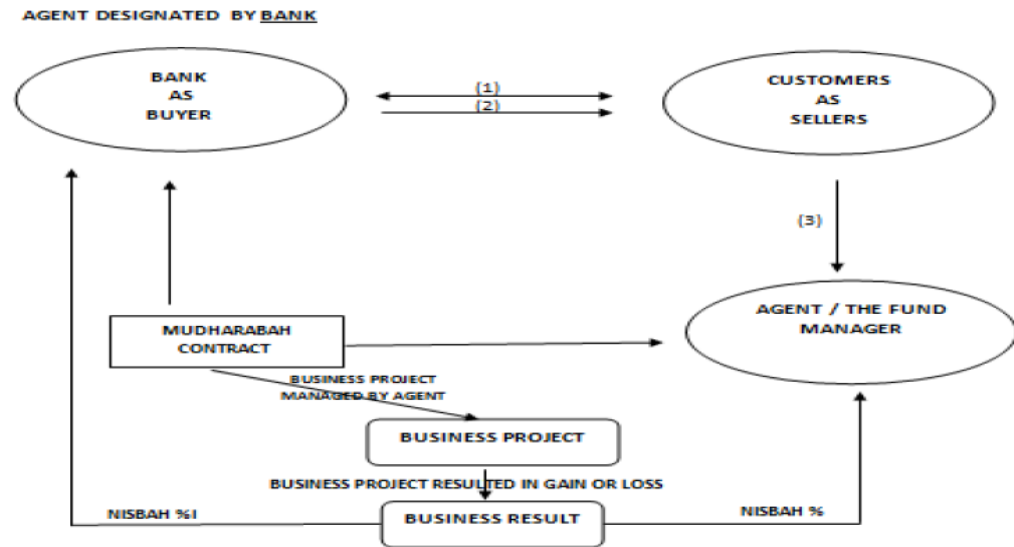 AGENT DESIGNATED BY BANK
BANK
AS
BUYER
(1)
(2)
CUSTOMERS
AS
SELLERS
(3)
AGENT / THE FUND
MANAGER
MUDHARABAH
CONTRACT
BUSINESS PROJECT
MANAGED BY AGENT
BUSINESS PROJECT
BUSINESS PROJECT RESULTED IN GAIN OR LOSS
NISBAH %I
BUSINESS RESULT
NISBAH %